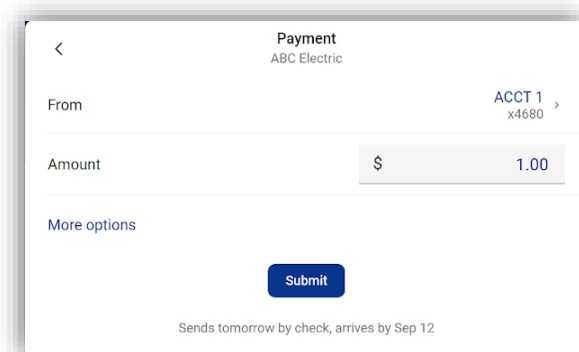 Payment
ABC Electric
From
ACCT 1
x4680
Amount
$ 1.00
More options
Submit
Sends tomorrow by check, arrives by Sep 12